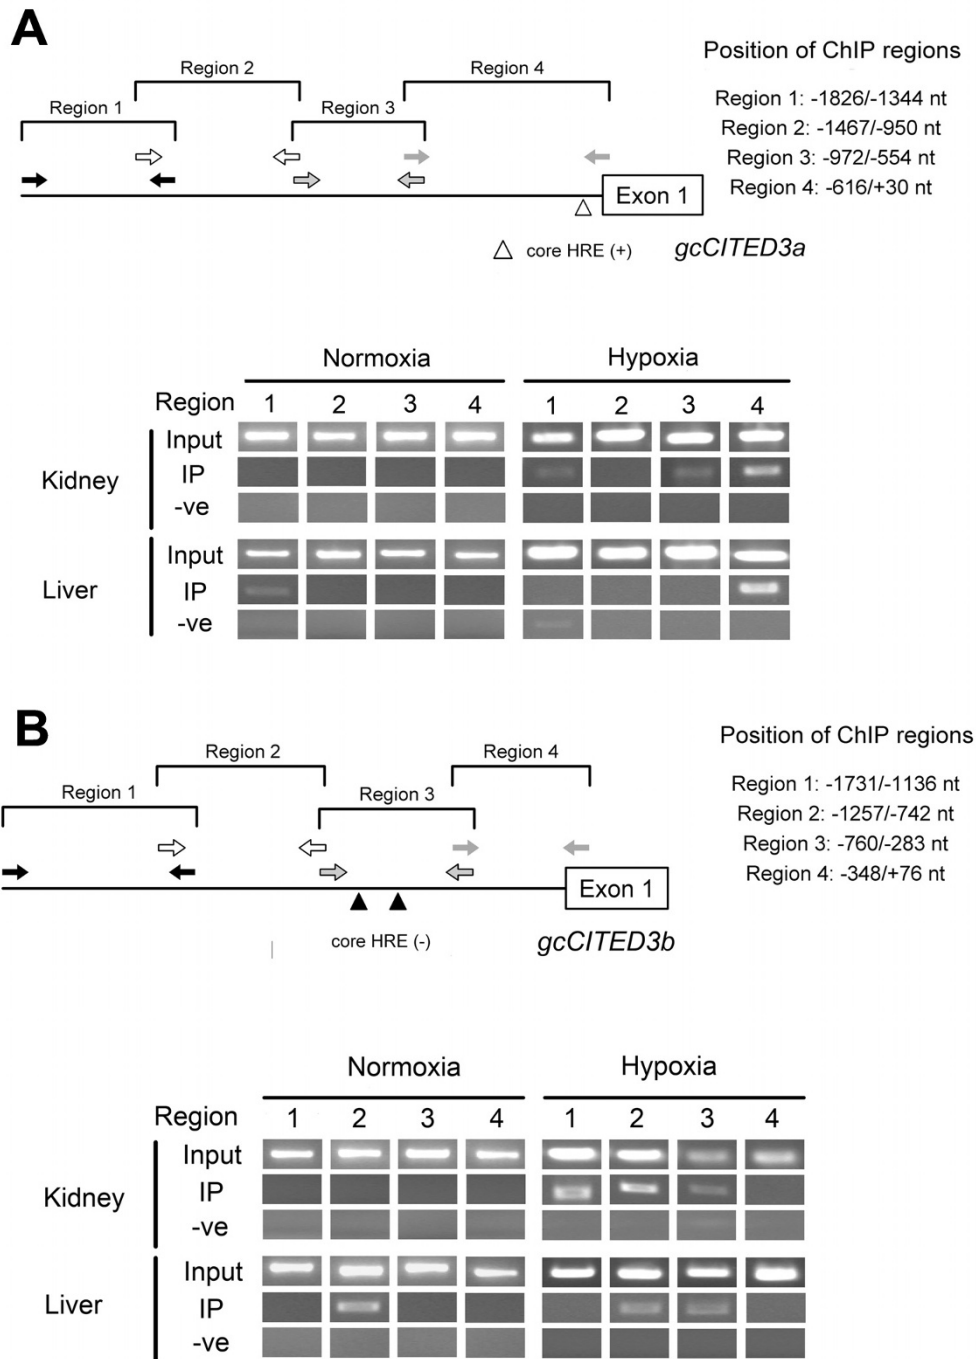 A
Position of ChIP regions
Region 2
Region 4
Region 1: -1826/-1344 nt
Region 1
Region 3
Region 2: -1467/-950 nt
Region 3: -972/-554 nt
Region 4: -616/+30 nt
Exon 1
core HRE (+)
gcCITED3a
Normoxia
Hypoxia
Region 1 2 3 4 1 2 3 4
Input
Kidney
IP
-ve
Input
Liver
IP
-ve
B
Position of ChIP regions
Region 2
Region 4
Region 1
Region 3
Region 1: -1731/-1136 nt
Region 2: -1257/-742 nt
Region 3: -760/-283 nt
Region 4: -348/+76 nt
Exon 1
core HRE (-)
gcCITED3b
Normoxia
Hypoxia
Region 1 2 3 4 1 2 3 4
Input
Kidney
IP
-ve
Input
Liver
IP
-ve